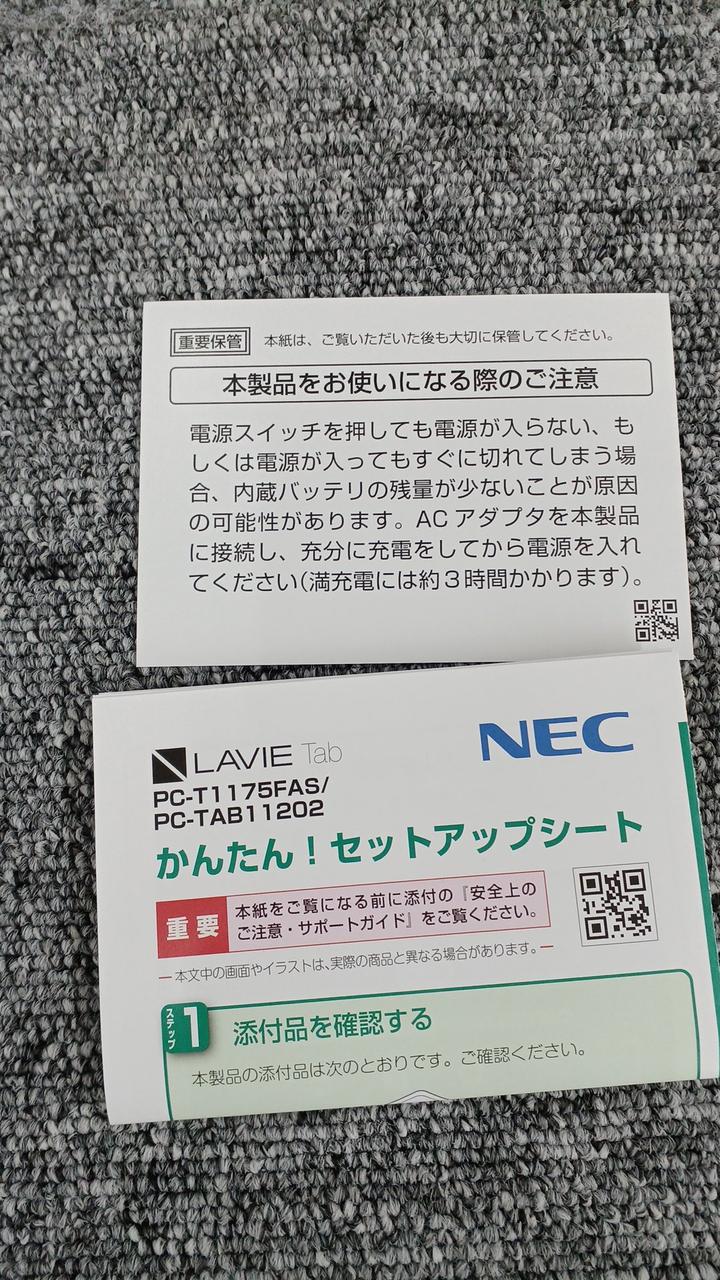 重要保管 本紙は、ご覧いただいた後も大切に保管してください。
本製品をお使いになる際のご注意
電源スイッチを押しても電源が入らない、も
しくは電源が入ってもすぐに切れてしまう場
合、内蔵バッテリの残量が少ないことが原因
の可能性があります。ACアダプタを本製品
に接続し、充分に充電をしてから電源を入れ
てください(満充電には約3時間かかります)。
LAVIE Tab NEC
PC-T1175FAS/
PC-TAB11202
かんたん！セットアップシート
重要 本紙をご覧になる前に添付の『安全上の
ご注意・サポートガイド』をご覧ください。
本文中の画面やイラストは、実際の商品と異なる場合があります。
ステップ1 添付品を確認する
本製品の添付品は次のとおりです。ご確認ください。